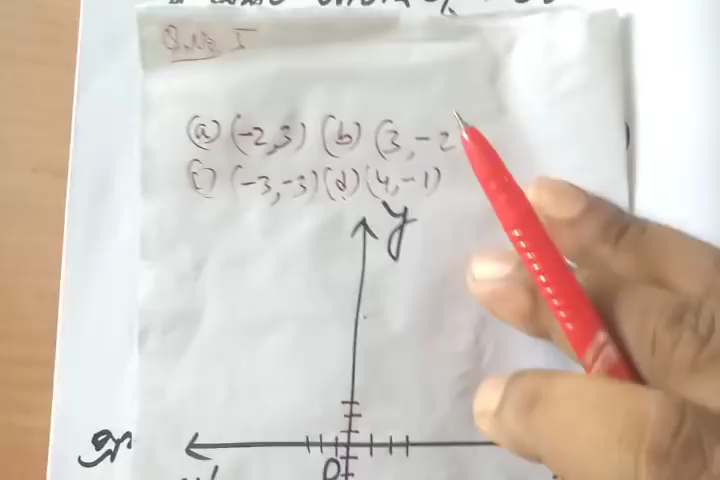 Q.No. 5
(a) (-2,3) (b) (3,-2
(c) (-3,-3) (d) (4,-1)
y
O